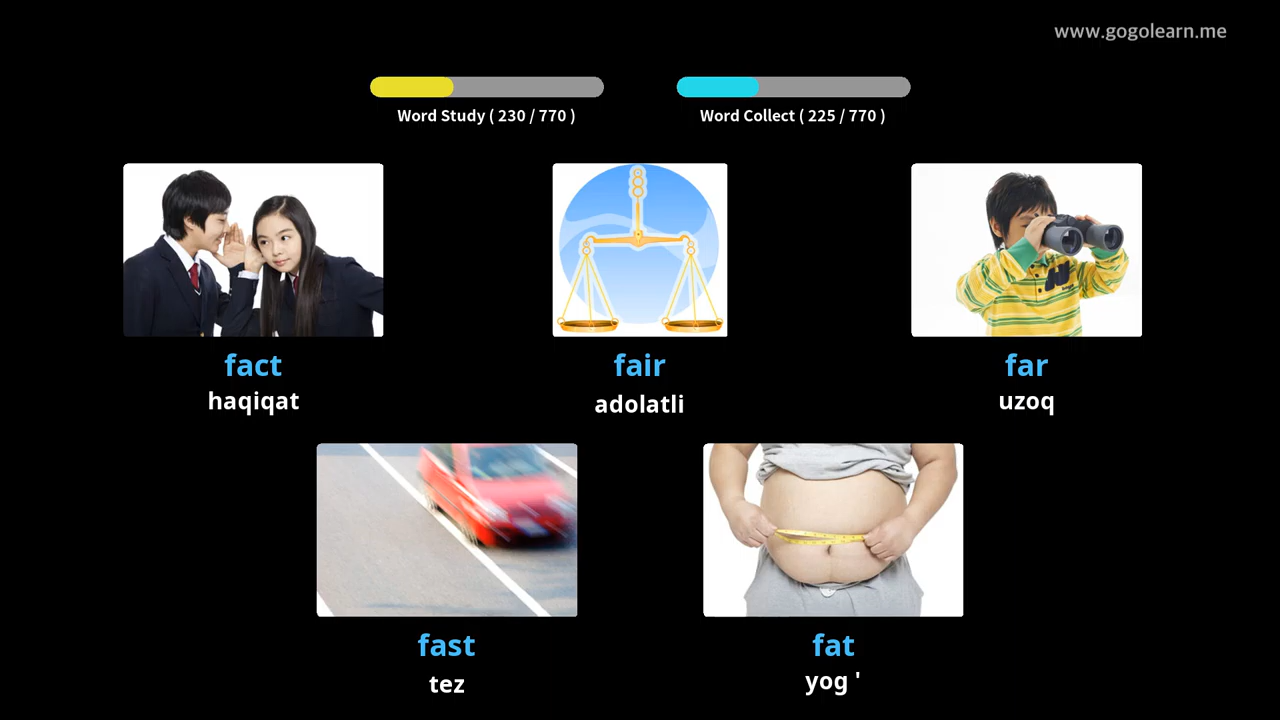 www.gogolearn.me
Word Study ( 230 / 770 )
Word Collect ( 225 / 770 )
fact
haqiqat
fair
adolatli
far
uzoq
fast
tez
fat
yog '